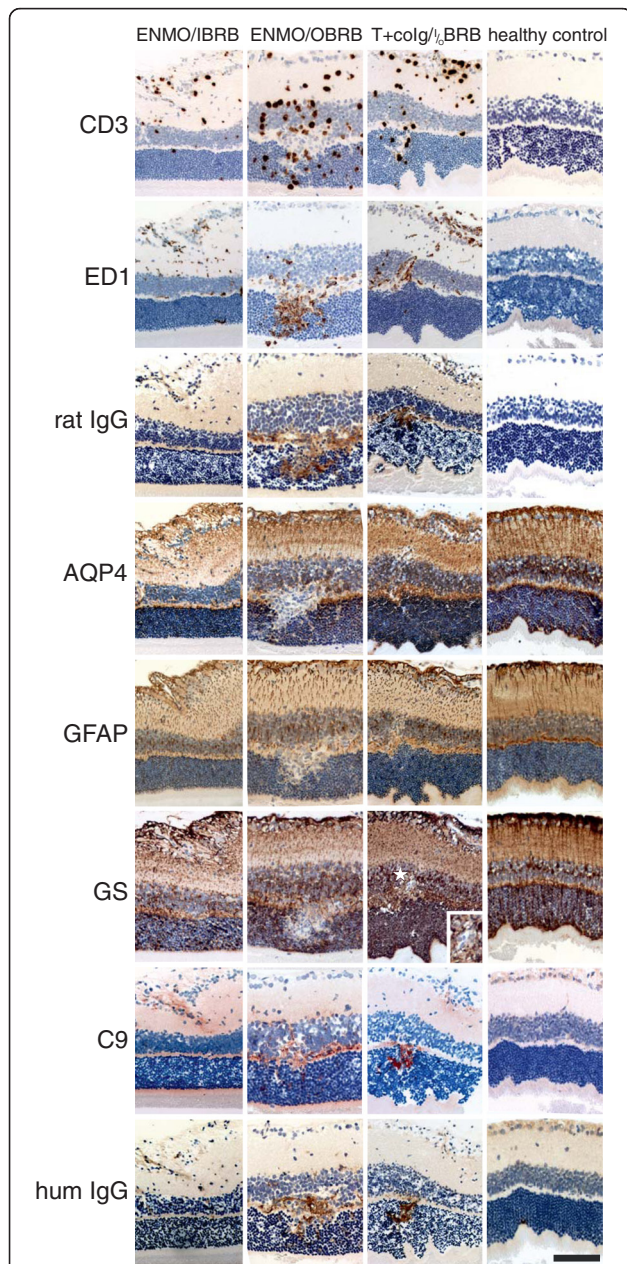 ENMO/IBRB ENMO/OBRB T+coIg/I/OBRB healthy control
CD3
ED1
rat IgG
AQP4
GFAP
GS
C9
hum IgG